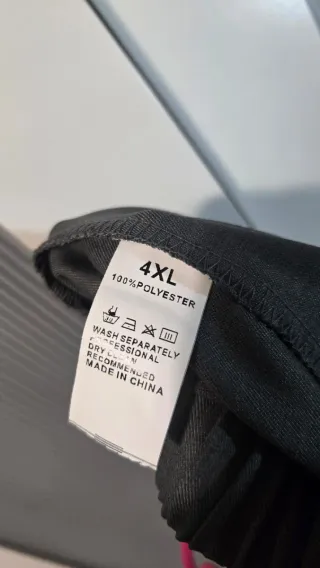 4XL
100%POLYESTER
WASH SEPARATELY
PROFESSIONAL
DRY CLEAN
RECOMMENDED
MADE IN CHINA